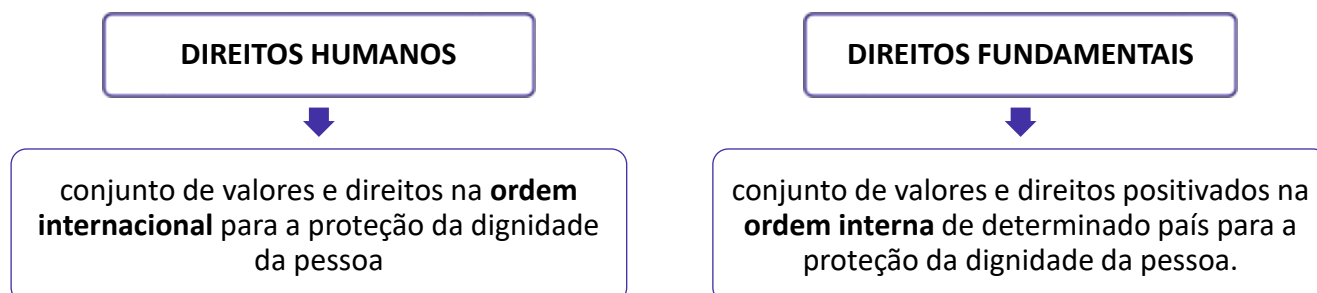 DIREITOS HUMANOS
conjunto de valores e direitos na ordem
internacional para a proteção da dignidade
da pessoa
DIREITOS FUNDAMENTAIS
conjunto de valores e direitos positivados na
ordem interna de determinado país para a
proteção da dignidade da pessoa.